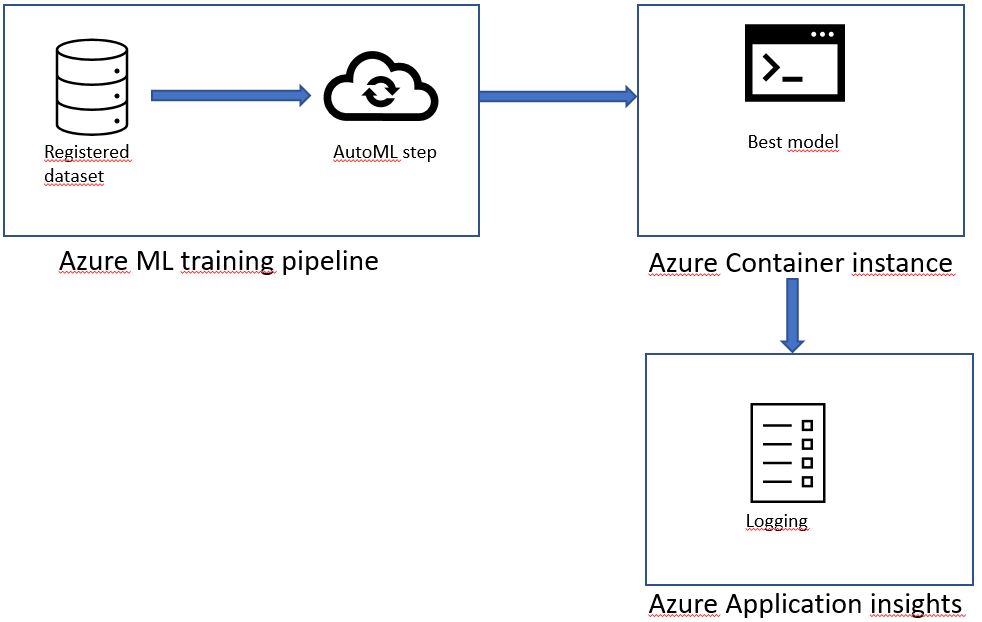 Registered
dataset
AutoML step
Azure ML training pipeline
Best model
Azure Container instance
Logging
Azure Application insights